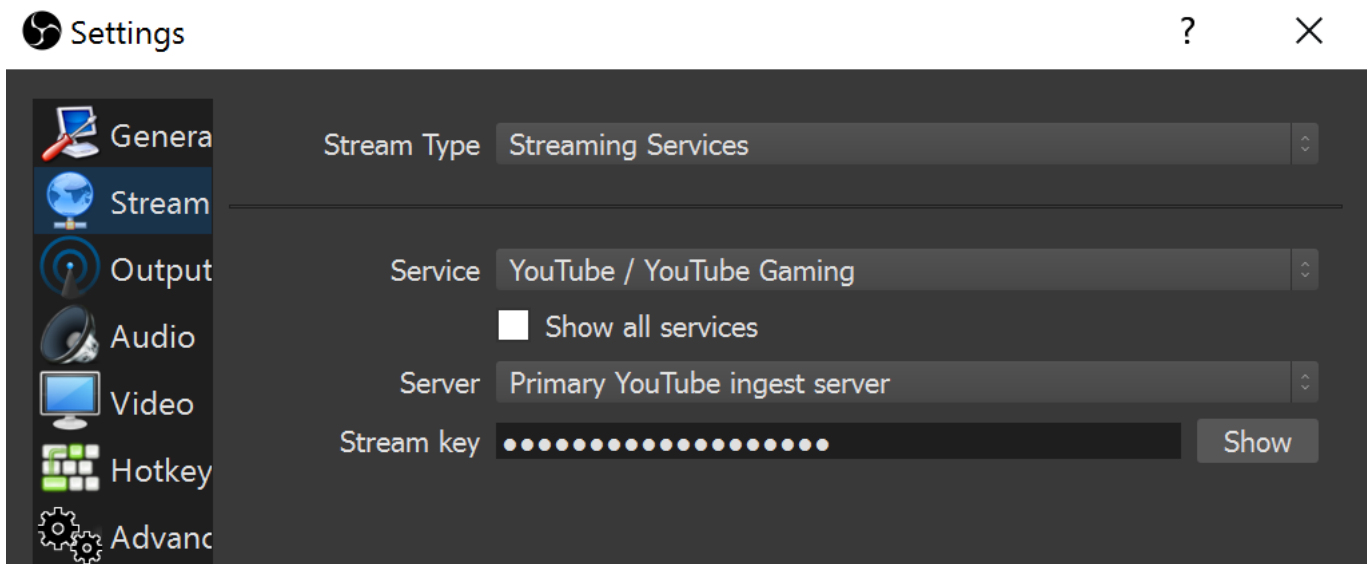 Settings
?
General
Stream
Output
Audio
Video
Hotkey
Advanc
Stream Type Streaming Services
Service YouTube / YouTube Gaming
Show all services
Server Primary YouTube ingest server
Stream key ●●●●●●●●●●●●●●●●●●● Show